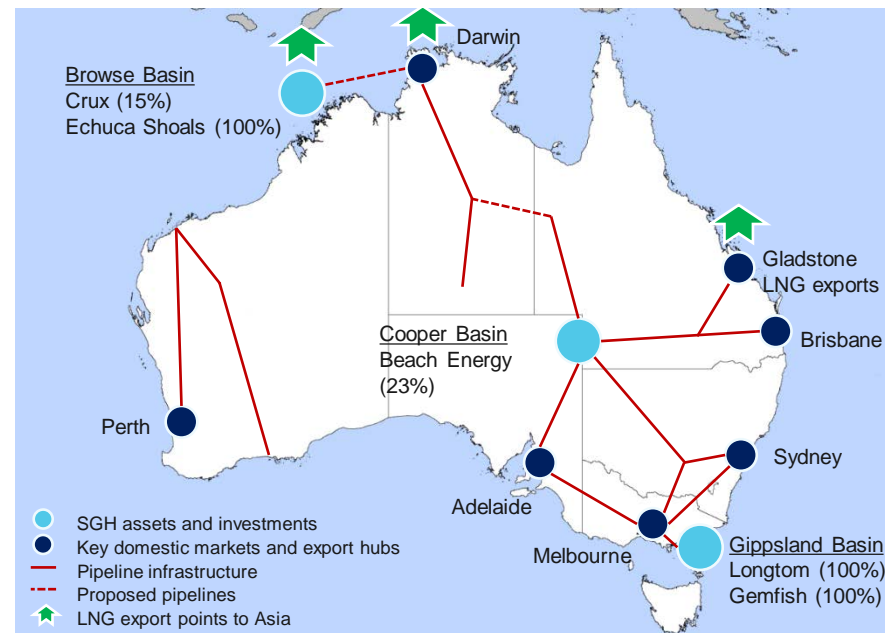 Darwin
Browse Basin
Crux (15%)
Echuca Shoals (100%)
Gladstone
LNG exports
Cooper Basin
Beach Energy
(23%)
Brisbane
Perth
Sydney
Adelaide
Melbourne
Gippsland Basin
Longtom (100%)
Gemfish (100%)
SGH assets and investments
Key domestic markets and export hubs
Pipeline infrastructure
Proposed pipelines
LNG export points to Asia